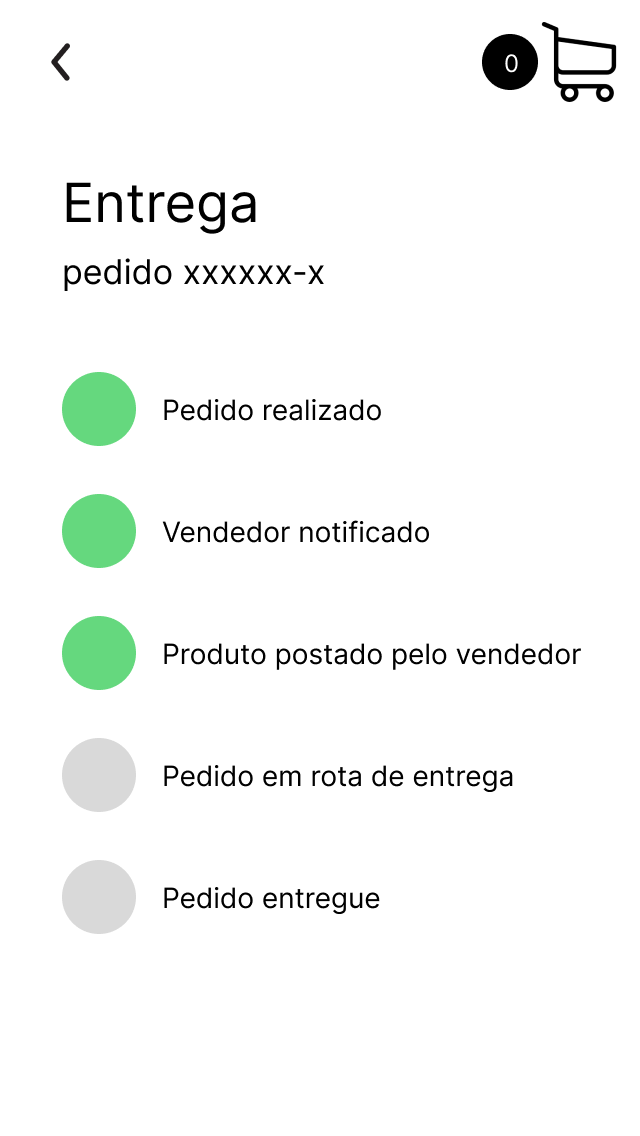 0
Entrega
pedido xxxxxx-x
Pedido realizado
Vendedor notificado
Produto postado pelo vendedor
Pedido em rota de entrega
Pedido entregue